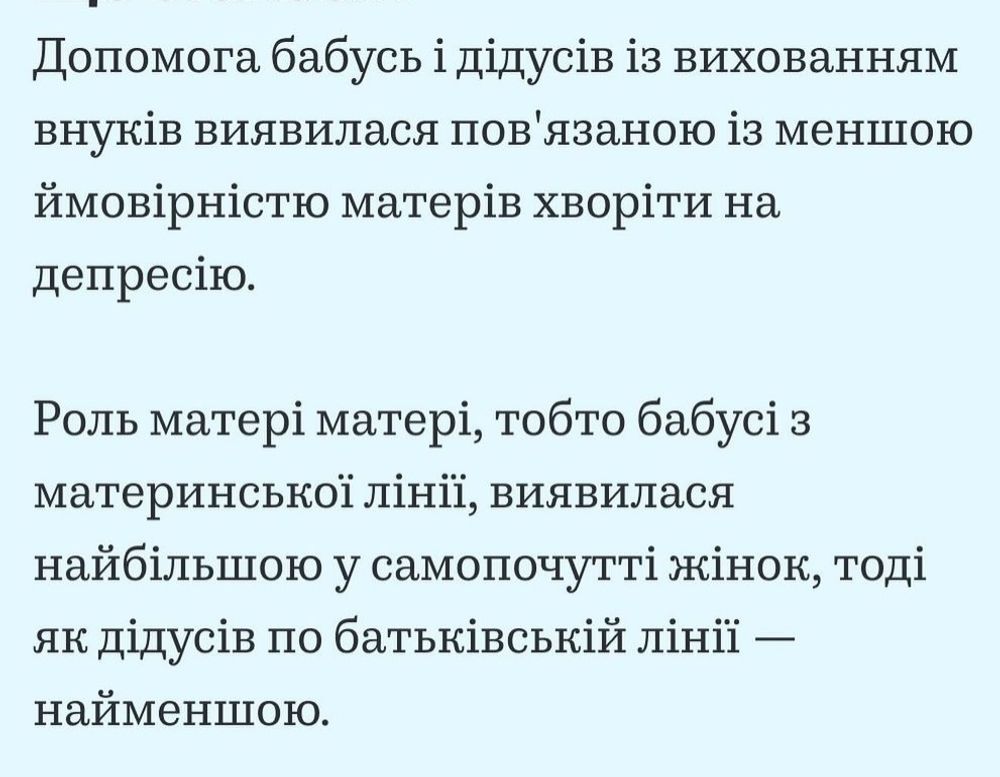 Допомога бабусь і дідусів із вихованням
внуків виявилася пов'язаною із меншою
ймовірністю матерів хворіти на
депресію.
Роль матері матері, тобто бабусі з
материнської лінії, виявилася
найбільшою у самопочутті жінок, тоді
як дідусів по батьківській лінії —
найменшою.